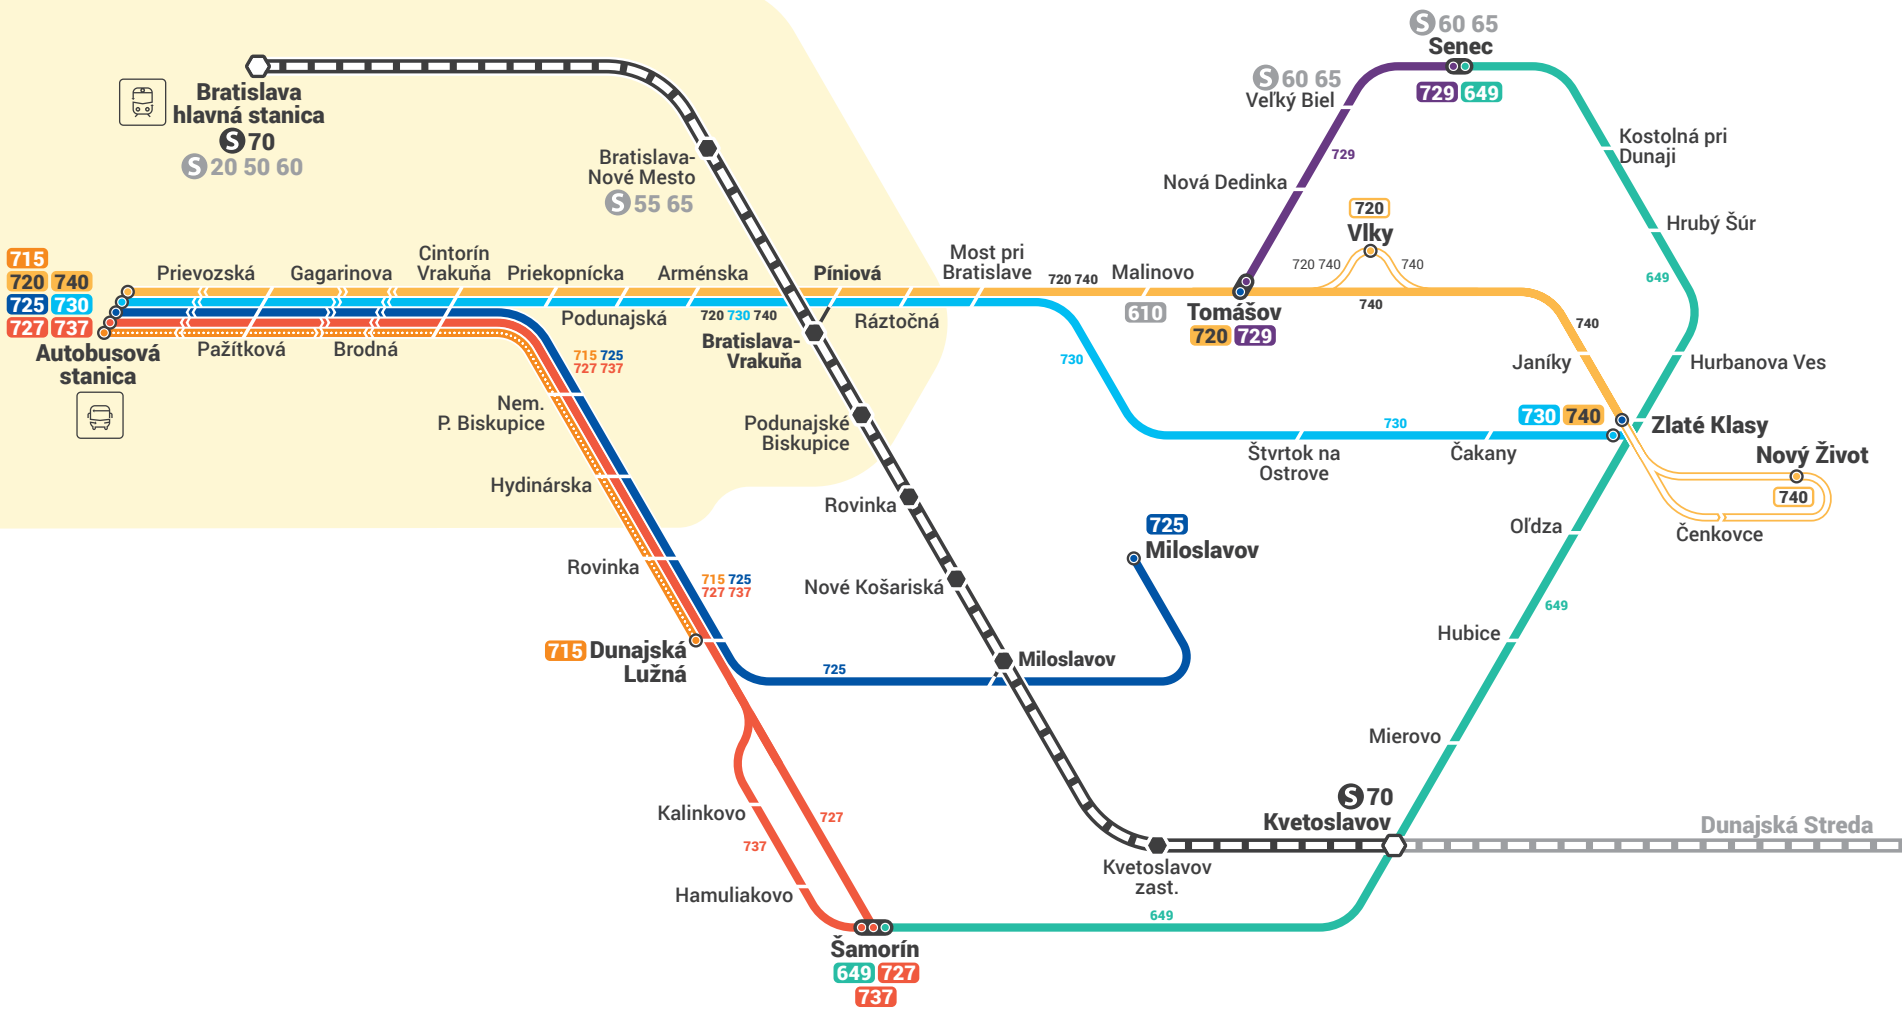 S 60 65
Senec
729 649
S 60 65
Veľký Biel
Bratislava
hlavná stanica
S 70
S 20 50 60
Bratislava-
Nové Mesto
S 55 65
Kostolná pri
Dunaji
729
Nová Dedinka
720
Vlky
Hrubý Šúr
715
720 740
725 730
727 737
Autobusová
stanica
Prievozská
Gagarinova
Cintorín
Vrakuňa
Priekopnícka
Arménska
Píniová
Most pri
Bratislave
720 740
Malinovo
610
720 740
740
740
649
Tomášov
720 729
Pažítková
Brodná
Podunajská
720 730 740
Ráztočná
Bratislava-
Vrakuňa
715 725
727 737
730
740
Janíky
Hurbanova Ves
Nem.
P. Biskupice
Podunajské
Biskupice
730
730 740
Zlaté Klasy
Štvrtok na
Ostrove
Čakany
Nový Život
740
Čenkovce
Hydinárska
Rovinka
725
Miloslavov
Oľdza
Rovinka
715 725
727 737
Nové Košariská
649
Hubice
715 Dunajská
Lužná
725
Miloslavov
Mierovo
S 70
Kvetoslavov
Dunajská Streda
Kalinkovo
727
737
Kvetoslavov
zast.
Hamuliakovo
649
Šamorín
649 727
737